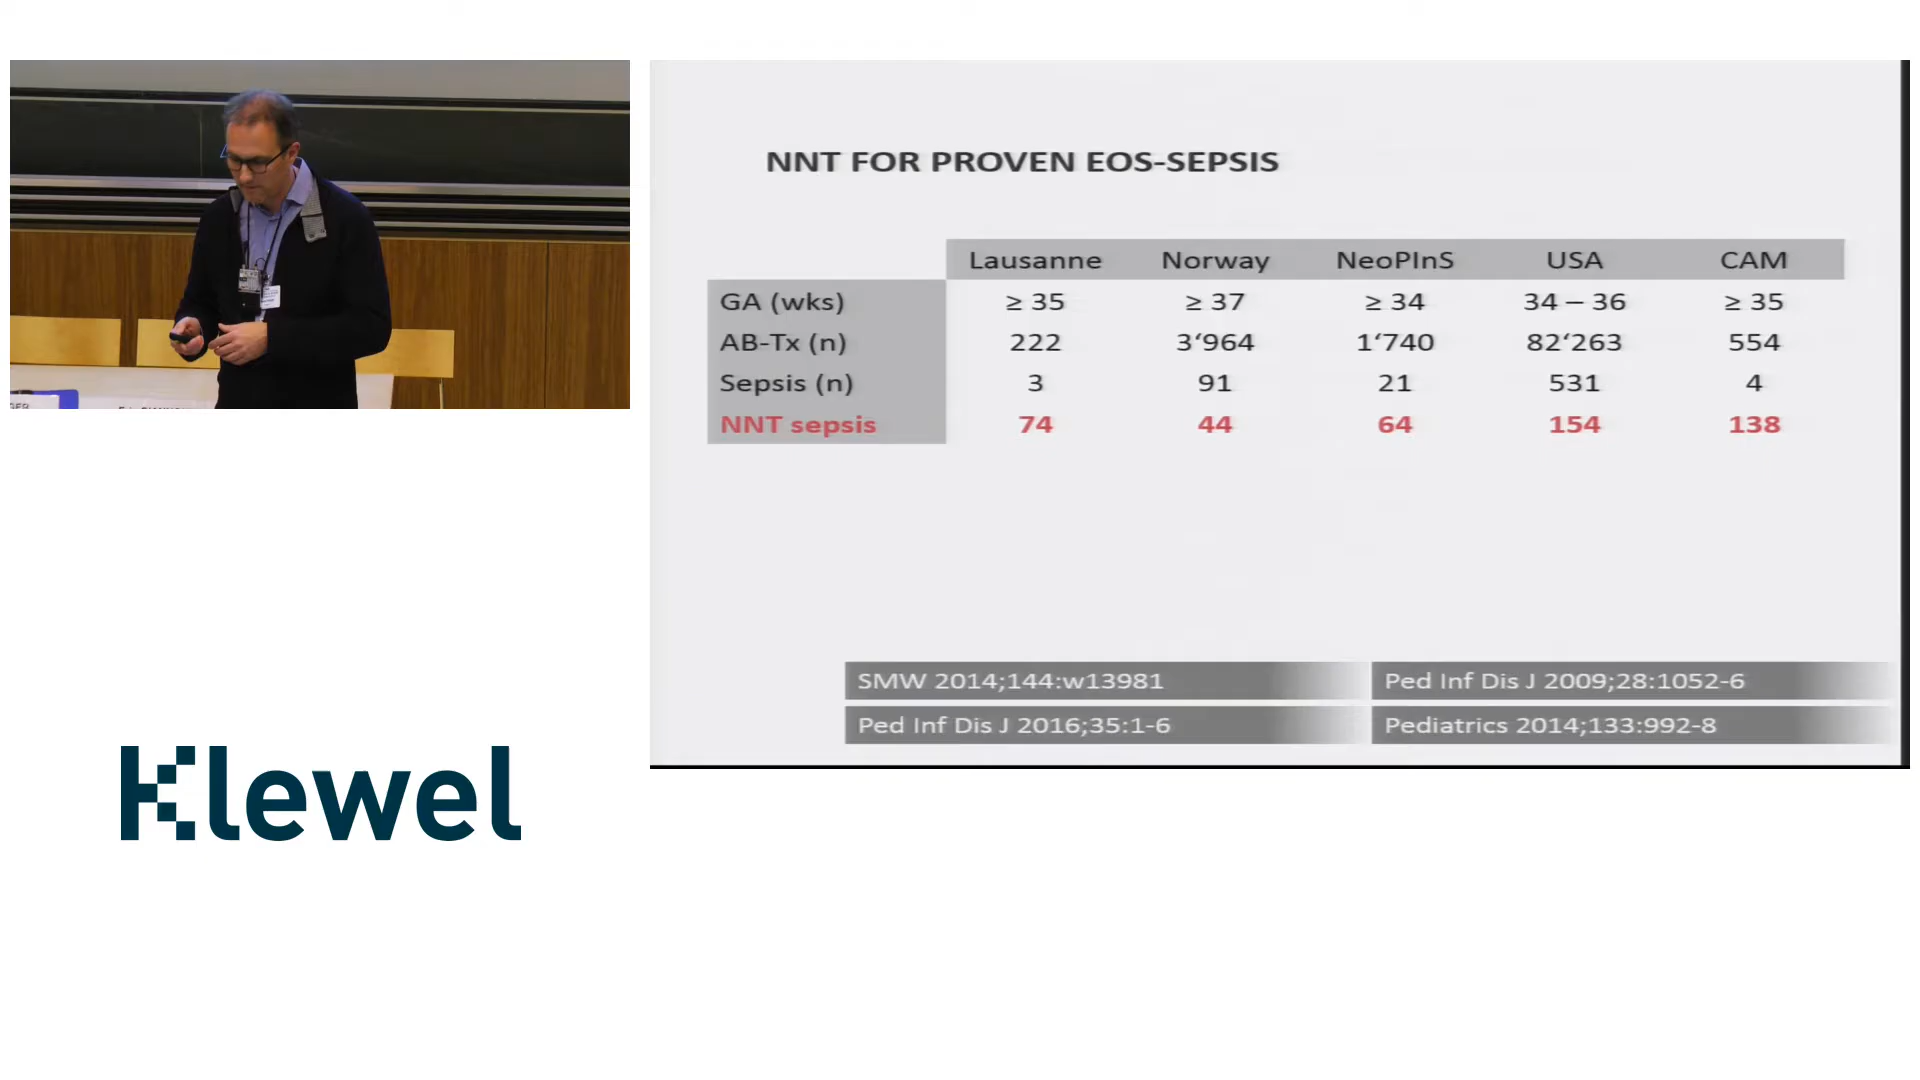 NNT FOR PROVEN EOS-SEPSIS
Lausanne Norway NeoPInS USA CAM
GA (wks) ≥ 35 ≥ 37 ≥ 34 34 – 36 ≥ 35
AB-Tx (n) 222 3‘964 1‘740 82‘263 554
Sepsis (n) 3 91 21 531 4
NNT sepsis 74 44 64 154 138
SMW 2014;144:w13981
Ped Inf Dis J 2009;28:1052-6
Ped Inf Dis J 2016;35:1-6
Pediatrics 2014;133:992-8
Klewel